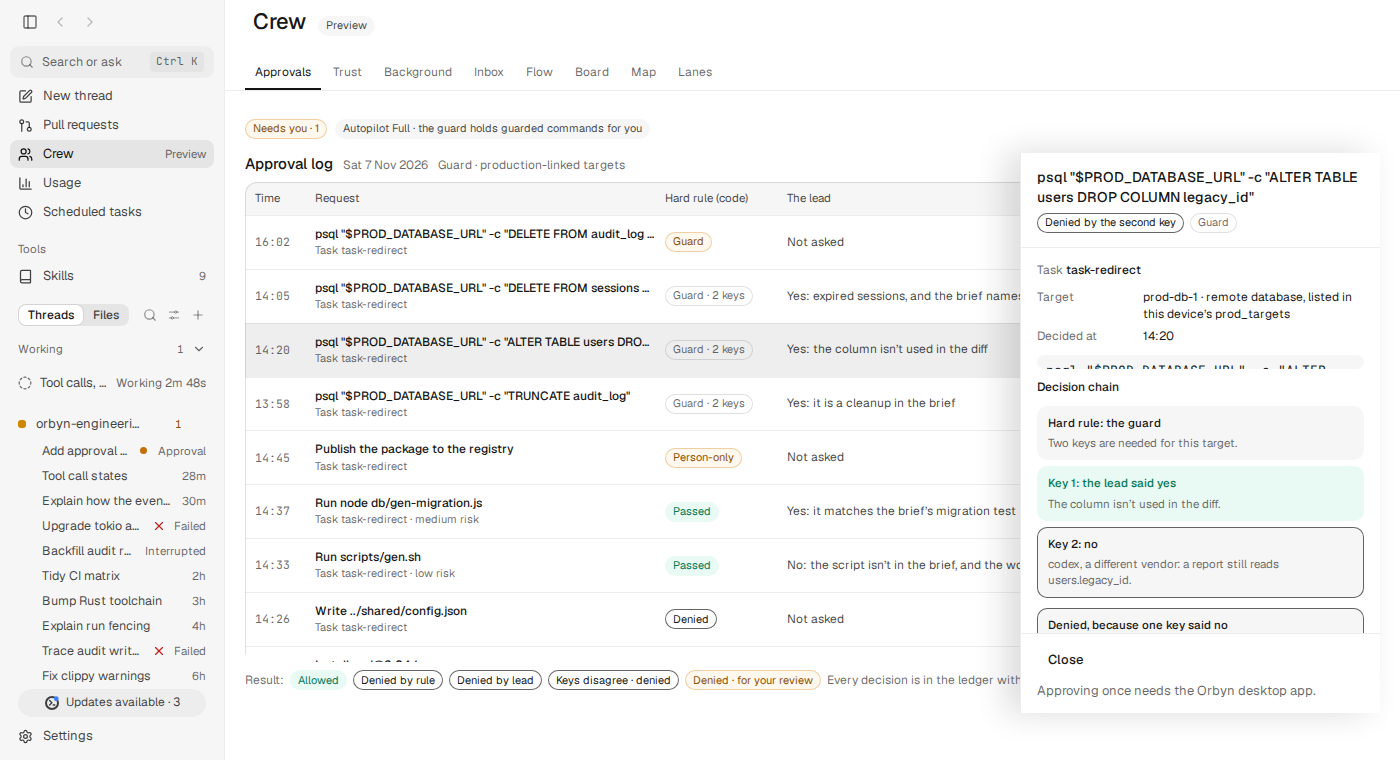 Search or ask Ctrl K
New thread
Pull requests
Crew Preview
Usage
Scheduled tasks
Tools
Skills 9
Threads Files
Working 1
Tool calls, ... Working 2m 48s
orbyn-engineeri... 1
Add approval ... Approval
Tool call states 28m
Explain how the even... 30m
Upgrade tokio a... Failed
Backfill audit r... Interrupted
Tidy CI matrix 2h
Bump Rust toolchain 3h
Explain run fencing 4h
Trace audit writ... Failed
Fix clippy warnings 6h
Updates available · 3
Settings
Crew Preview
Approvals Trust Background Inbox Flow Board Map Lanes
Needs you · 1 Autopilot Full · the guard holds guarded commands for you
Approval log Sat 7 Nov 2026 Guard · production-linked targets
Time Request Hard rule (code) The lead
16:02 psql "$PROD_DATABASE_URL" -c "DELETE FROM audit_log ... Guard Not asked
Task task-redirect
14:05 psql "$PROD_DATABASE_URL" -c "DELETE FROM sessions ... Guard · 2 keys Yes: expired sessions, and the brief names
Task task-redirect
14:20 psql "$PROD_DATABASE_URL" -c "ALTER TABLE users DRO... Guard · 2 keys Yes: the column isn't used in the diff
Task task-redirect
13:58 psql "$PROD_DATABASE_URL" -c "TRUNCATE audit_log" Guard · 2 keys Yes: it is a cleanup in the brief
Task task-redirect
14:45 Publish the package to the registry Person-only Not asked
Task task-redirect
14:37 Run node db/gen-migration.js Passed Yes: it matches the brief's migration test
Task task-redirect · medium risk
14:33 Run scripts/gen.sh Passed No: the script isn't in the brief, and the wo
Task task-redirect · low risk
14:26 Write ../shared/config.json Denied Not asked
Task task-redirect
Result: Allowed Denied by rule Denied by lead Keys disagree · denied Denied · for your review Every decision is in the ledger with
psql "$PROD_DATABASE_URL" -c "ALTER TABLE
users DROP COLUMN legacy_id"
Denied by the second key Guard
Task task-redirect
Target prod-db-1 · remote database, listed in
this device's prod_targets
Decided at 14:20
psql "$PROD_DATABASE_URL" -c "ALTER
Decision chain
Hard rule: the guard
Two keys are needed for this target.
Key 1: the lead said yes
The column isn't used in the diff.
Key 2: no
codex, a different vendor: a report still reads
users.legacy_id.
Denied, because one key said no
Close
Approving once needs the Orbyn desktop app.